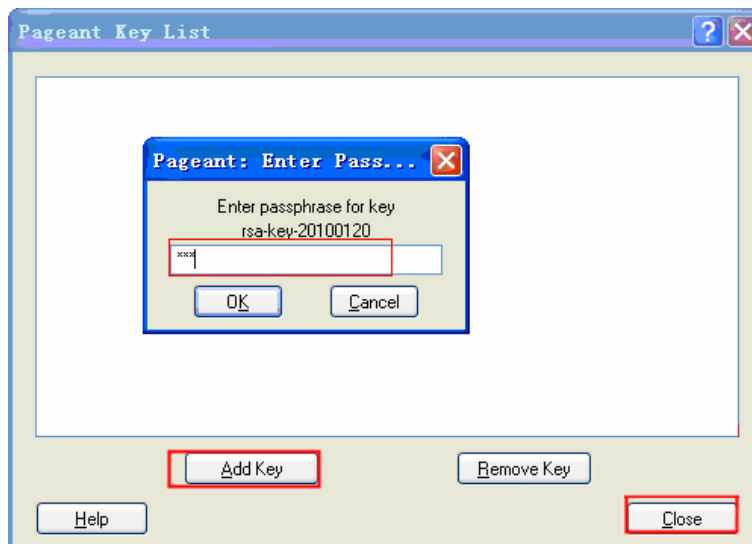 Pageant Key List
Pageant: Enter Pass...
Enter passphrase for key
rsa-key-20100120
***
OK
Cancel
Add Key
Remove Key
Help
Close